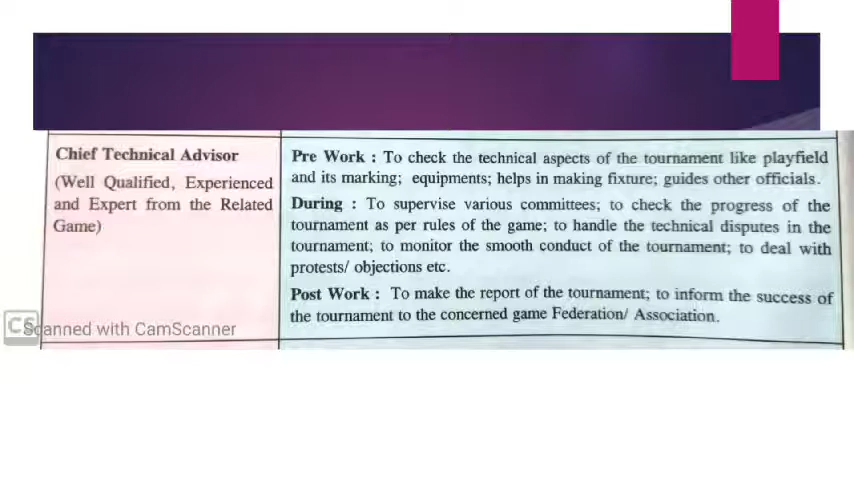 Chief Technical Advisor
(Well Qualified, Experienced
and Expert from the Related
Game)
Pre Work : To check the technical aspects of the tournament like playfield
and its marking; equipments; helps in making fixture; guides other officials.
During : To supervise various committees; to check the progress of the
tournament as per rules of the game; to handle the technical disputes in the
tournament; to monitor the smooth conduct of the tournament; to deal with
protests/ objections etc.
Post Work : To make the report of the tournament; to inform the success of
the tournament to the concerned game Federation/ Association.
CS Scanned with CamScanner